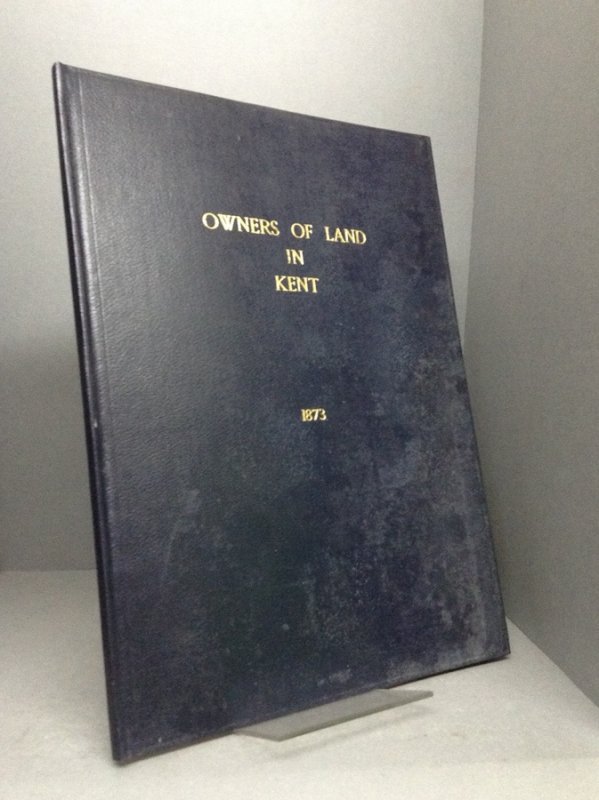 OWNERS OF LAND
IN
KENT
1873